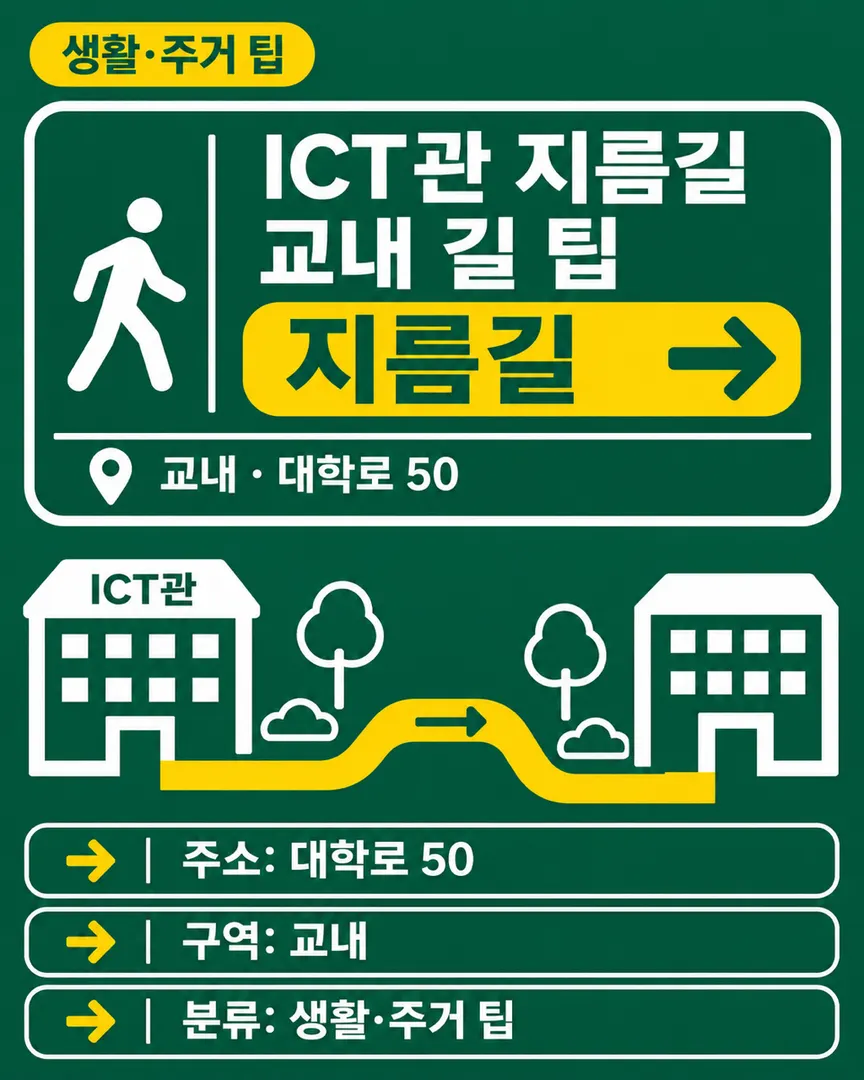 생활·주거 팁
ICT관 지름길
교내 길 팁
지름길
교내 · 대학로 50
ICT관
주소: 대학로 50
구역: 교내
분류: 생활·주거 팁